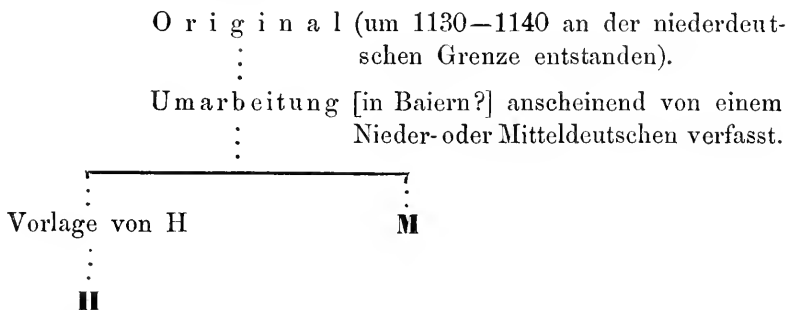 Original (um 1130—1140 an der niederdeut-
schen Grenze entstanden).
Umarbeitung [in Baiern?] anscheinend von einem
Nieder- oder Mitteldeutschen verfasst.
Vorlage von H M
H